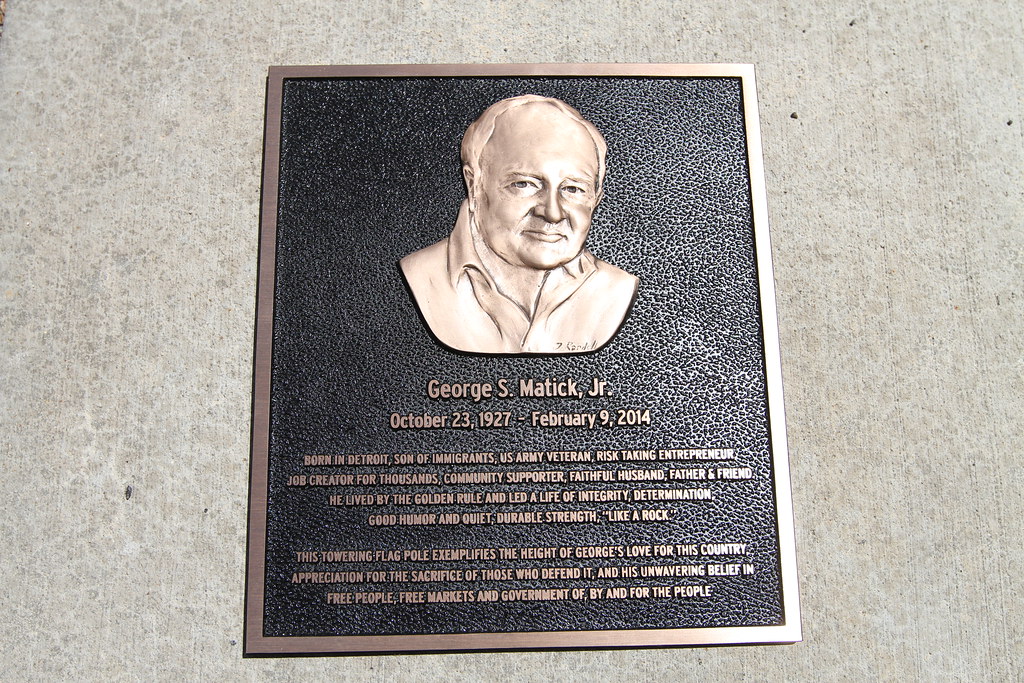 George S. Matick, Jr.
October 23, 1927 - February 9, 2014
BORN IN DETROIT, SON OF IMMIGRANTS, US ARMY VETERAN, RISK TAKING ENTREPRENEUR,
JOB CREATOR FOR THOUSANDS, COMMUNITY SUPPORTER, FAITHFUL HUSBAND, FATHER & FRIEND.
HE LIVED BY THE GOLDEN RULE AND LED A LIFE OF INTEGRITY, DETERMINATION,
GOOD HUMOR AND QUIET, DURABLE STRENGTH, "LIKE A ROCK."
THIS TOWERING FLAG POLE EXEMPLIFIES THE HEIGHT OF GEORGE'S LOVE FOR THIS COUNTRY,
APPRECIATION FOR THE SACRIFICE OF THOSE WHO DEFEND IT, AND HIS UNWAVERING BELIEF IN
FREE PEOPLE, FREE MARKETS AND GOVERNMENT OF, BY AND FOR THE PEOPLE.